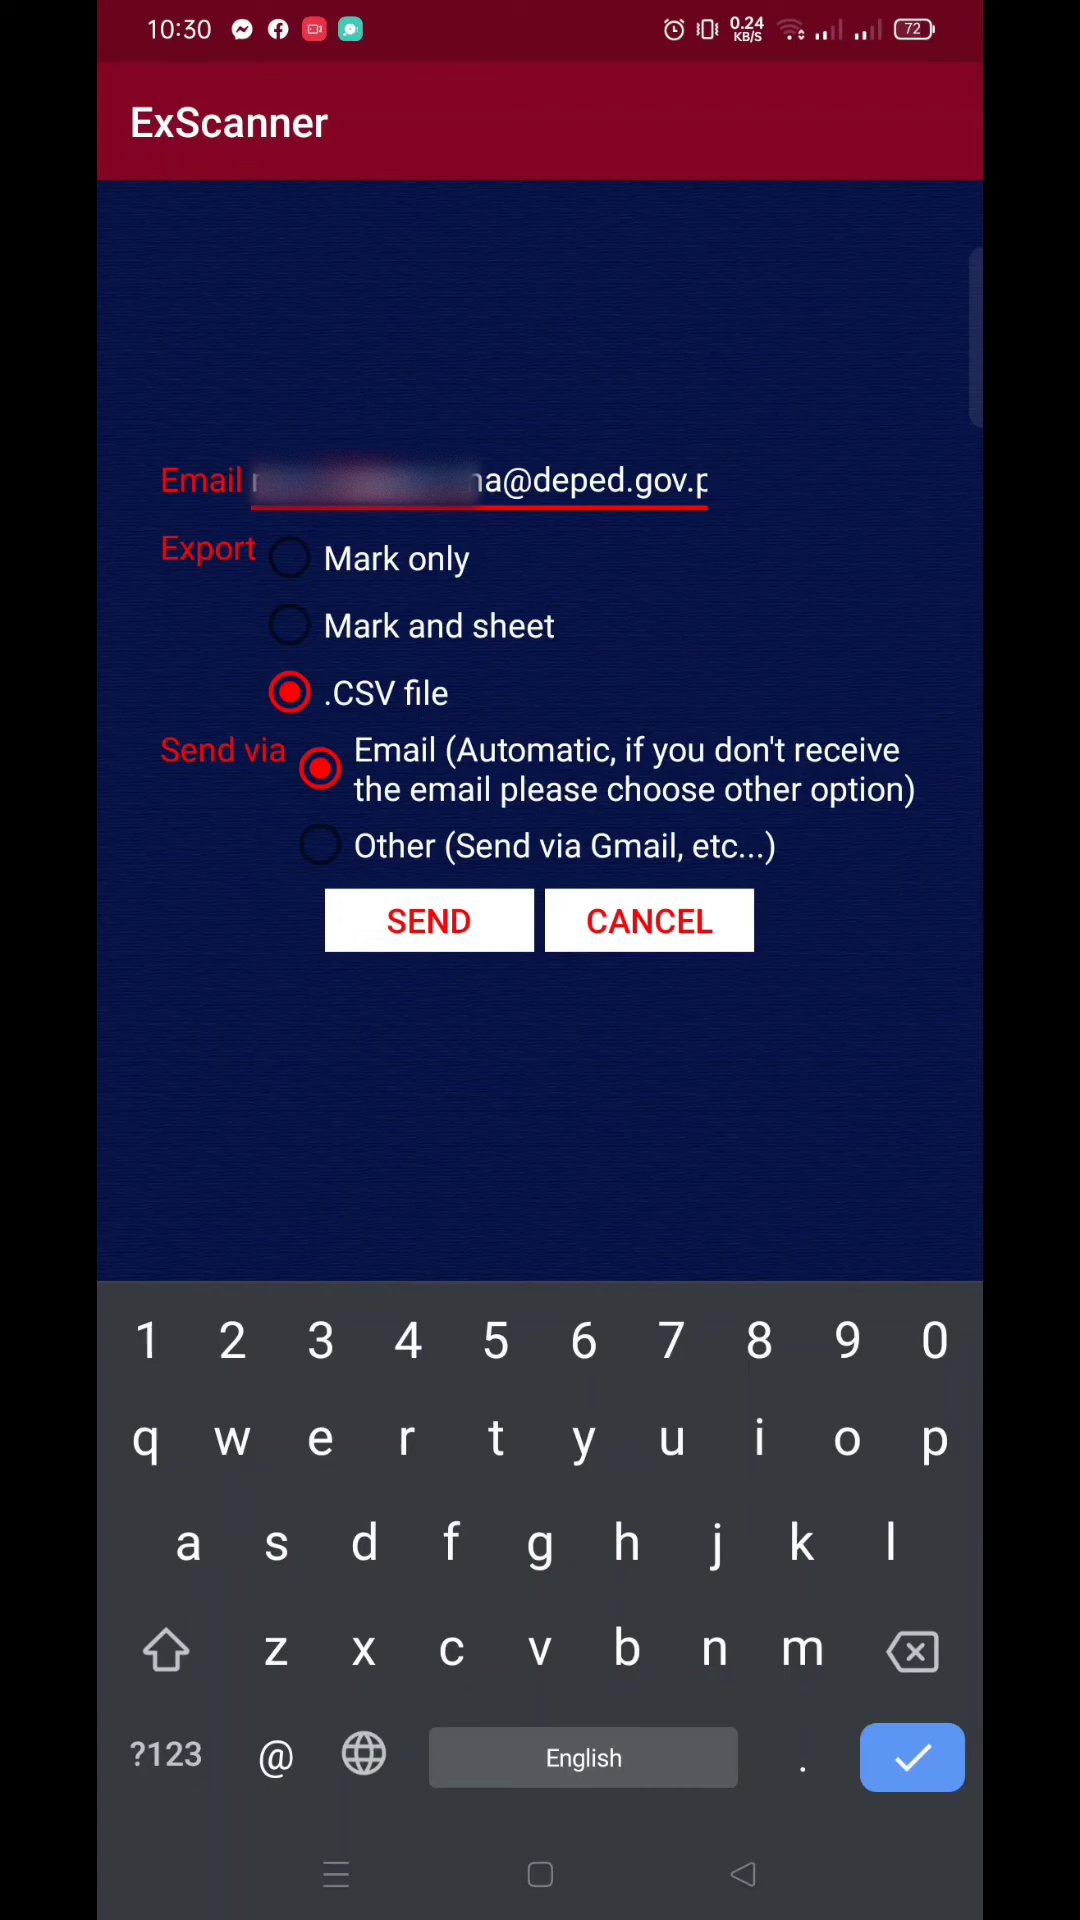 10:30 0.24 KB/S 72
ExScanner
Email na@deped.gov.p
Export Mark only
Mark and sheet
.CSV file
Send via Email (Automatic, if you don't receive
the email please choose other option)
Other (Send via Gmail, etc...)
SEND CANCEL
1 2 3 4 5 6 7 8 9 0
q w e r t y u i o p
a s d f g h j k l
z x c v b n m
?123 @ English .